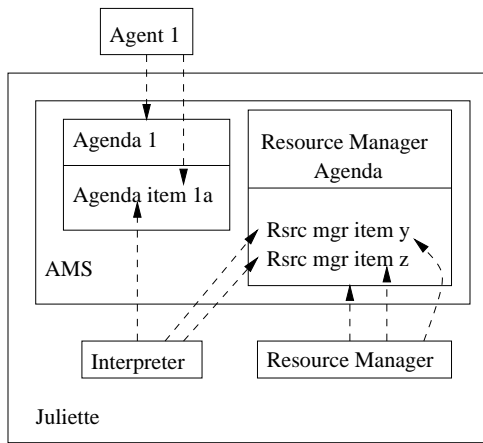 Agent 1
Agenda 1
Agenda item 1a
Resource Manager
Agenda
Rsrc mgr item y
Rsrc mgr item z
AMS
Interpreter
Resource Manager
Juliette